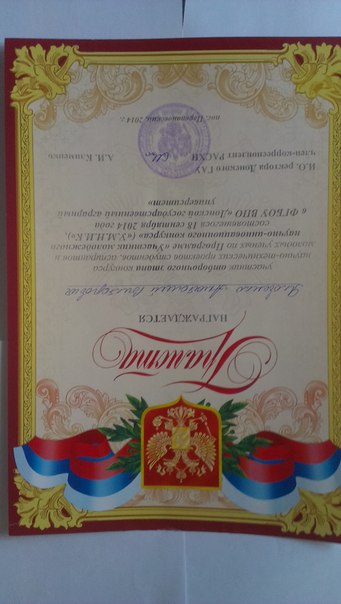 Грамота
НАГРАЖДАЕТСЯ
участник отборочного этапа конкурса
научно-технических проектов студентов, аспирантов и
молодых ученых по Программе «Участник молодежного
научно-инновационного конкурса» («У.М.Н.И.К»),
состоявшегося 18 сентября 2014 года
в ФГБОУ ВПО «Донской государственный аграрный
университет»
И.О. ректора Донского ГАУ
член-корреспондент РАСХН А.И. Клименко
пос. Персиановский, 2014 г.